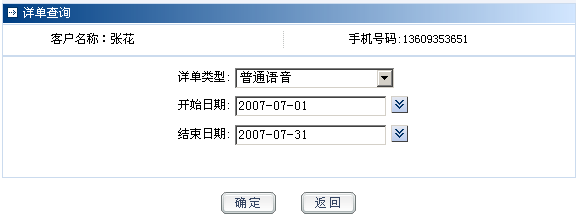 详单查询
客户名称：张花 手机号码:13609353651
详单类型: 普通语音
开始日期: 2007-07-01
结束日期: 2007-07-31
确定 返回